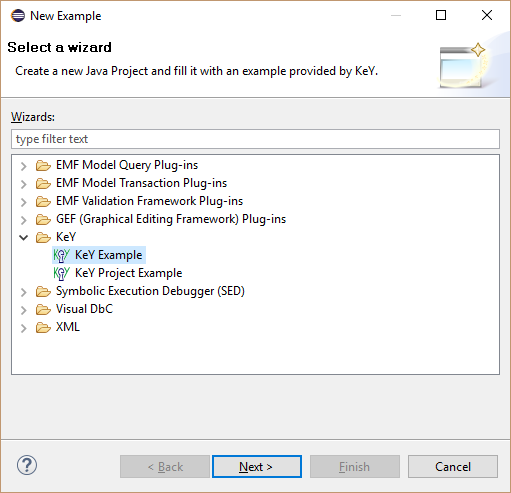 New Example
Select a wizard
Create a new Java Project and fill it with an example provided by KeY.
Wizards:
type filter text
EMF Model Query Plug-ins
EMF Model Transaction Plug-ins
EMF Validation Framework Plug-ins
GEF (Graphical Editing Framework) Plug-ins
KeY
KeY Example
KeY Project Example
Symbolic Execution Debugger (SED)
Visual DbC
XML
? < Back Next > Finish Cancel